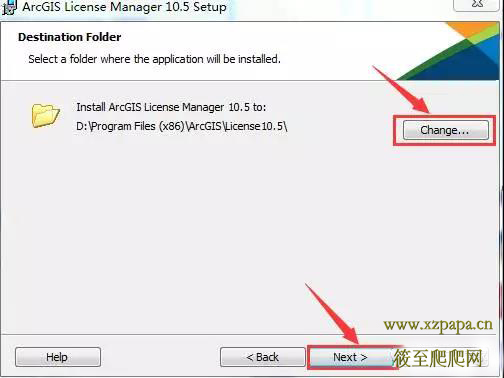 ArcGIS License Manager 10.5 Setup
Destination Folder
Select a folder where the application will be installed.
Install ArcGIS License Manager 10.5 to:
D:\Program Files (x86)\ArcGIS\License10.5\
Change...
www.xzpapa.cn
筱至爬爬网
Help
< Back
Next >